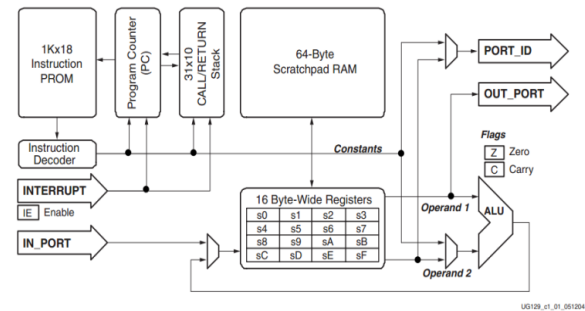 1Kx18
Instruction
PROM
Program Counter
(PC)
31x10
CALL/RETURN
Stack
64-Byte
Scratchpad RAM
PORT_ID
OUT_PORT
Instruction
Decoder
Constants
Flags
Z Zero
C Carry
INTERRUPT
IE Enable
IN_PORT
16 Byte-Wide Registers
s0 s1 s2 s3
s4 s5 s6 s7
s8 s9 sA sB
sC sD sE sF
Operand 1
ALU
Operand 2
UG129_c1_01_051204